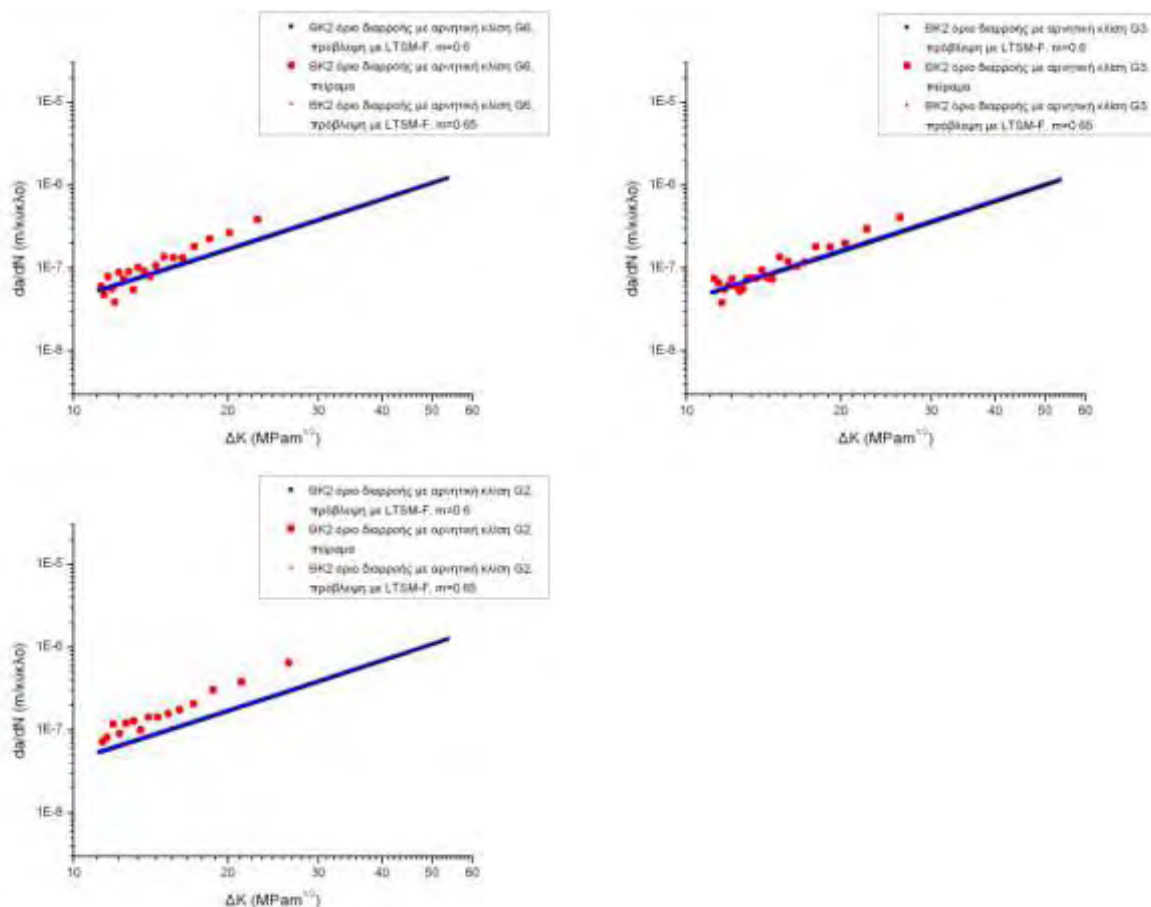 ΘΚ2 όριο διαρροής με αρνητική κλίση G6,
πρόβλεψη με LTSM-F, m=0.6
ΘΚ2 όριο διαρροής με αρνητική κλίση G6,
πείραμα
ΘΚ2 όριο διαρροής με αρνητική κλίση G6,
πρόβλεψη με LTSM-F, m=0.65
1E-5
1E-6
1E-7
1E-8
da/dN (m/κύκλο)
10 20 30 40 50 60
ΔK (MPam^1/2)
ΘΚ2 όριο διαρροής με αρνητική κλίση G3,
πρόβλεψη με LTSM-F, m=0.6
ΘΚ2 όριο διαρροής με αρνητική κλίση G3,
πείραμα
ΘΚ2 όριο διαρροής με αρνητική κλίση G3,
πρόβλεψη με LTSM-F, m=0.65
1E-5
1E-6
1E-7
1E-8
da/dN (m/κύκλο)
10 20 30 40 50 60
ΔK (MPam^1/2)
ΘΚ2 όριο διαρροής με αρνητική κλίση G2,
πρόβλεψη με LTSM-F, m=0.6
ΘΚ2 όριο διαρροής με αρνητική κλίση G2,
πείραμα
ΘΚ2 όριο διαρροής με αρνητική κλίση G2,
πρόβλεψη με LTSM-F, m=0.65
1E-5
1E-6
1E-7
1E-8
da/dN (m/κύκλο)
10 20 30 40 50 60
ΔK (MPam^1/2)